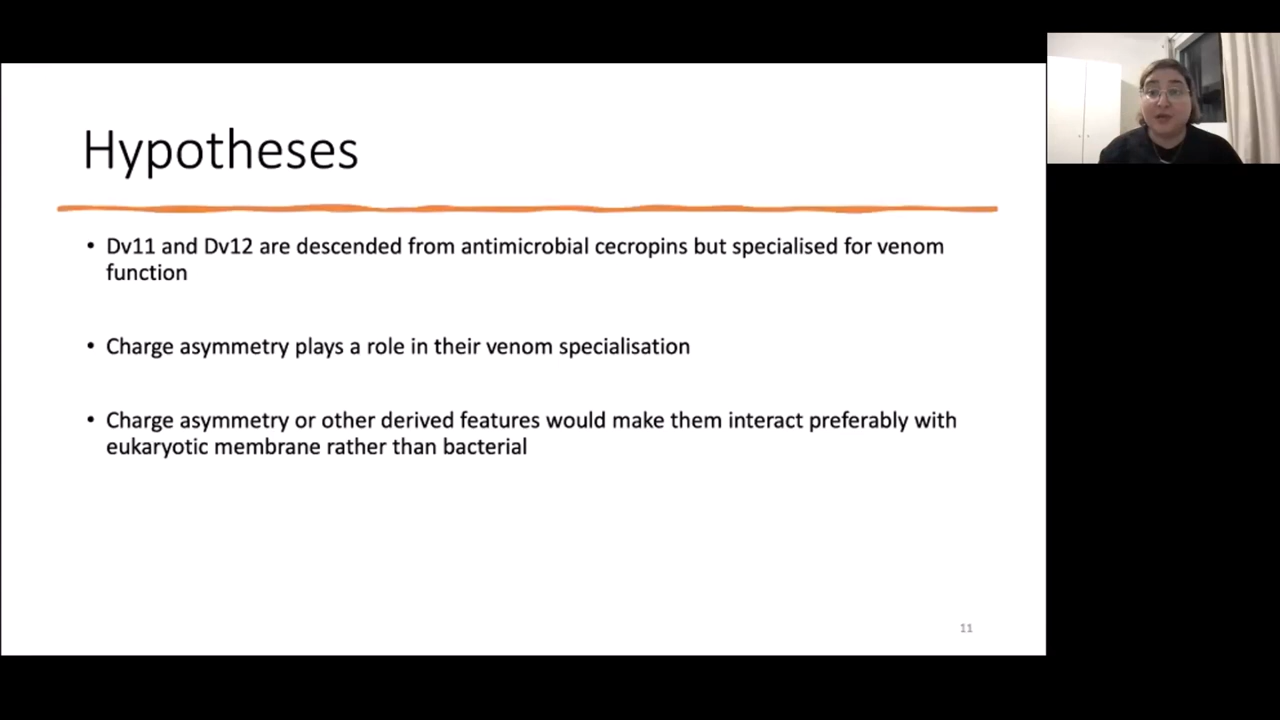 Hypotheses
• Dv11 and Dv12 are descended from antimicrobial cecropins but specialised for venom
function
• Charge asymmetry plays a role in their venom specialisation
• Charge asymmetry or other derived features would make them interact preferably with
eukaryotic membrane rather than bacterial
11